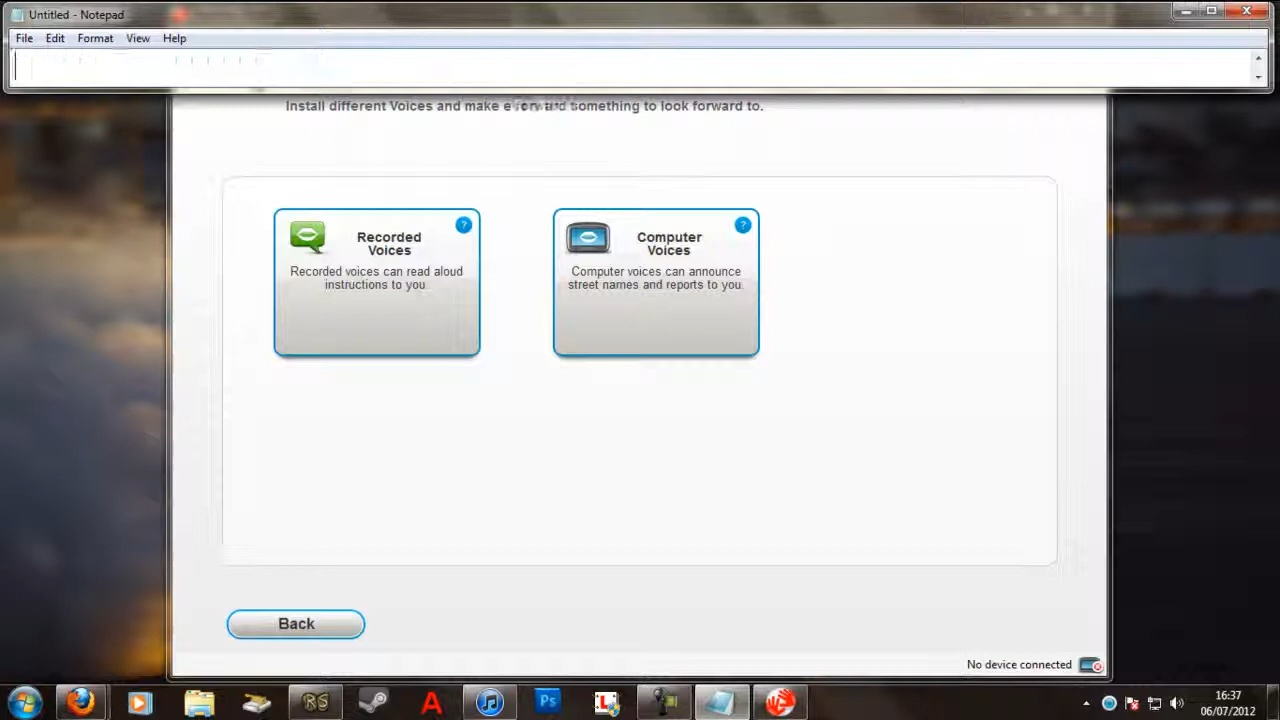 Untitled - Notepad
File Edit Format View Help
Install different Voices and make e something to look forward to.
Recorded
Voices
Recorded voices can read aloud
instructions to you.
Computer
Voices
Computer voices can announce
street names and reports to you.
Back
No device connected
16:37
06/07/2012